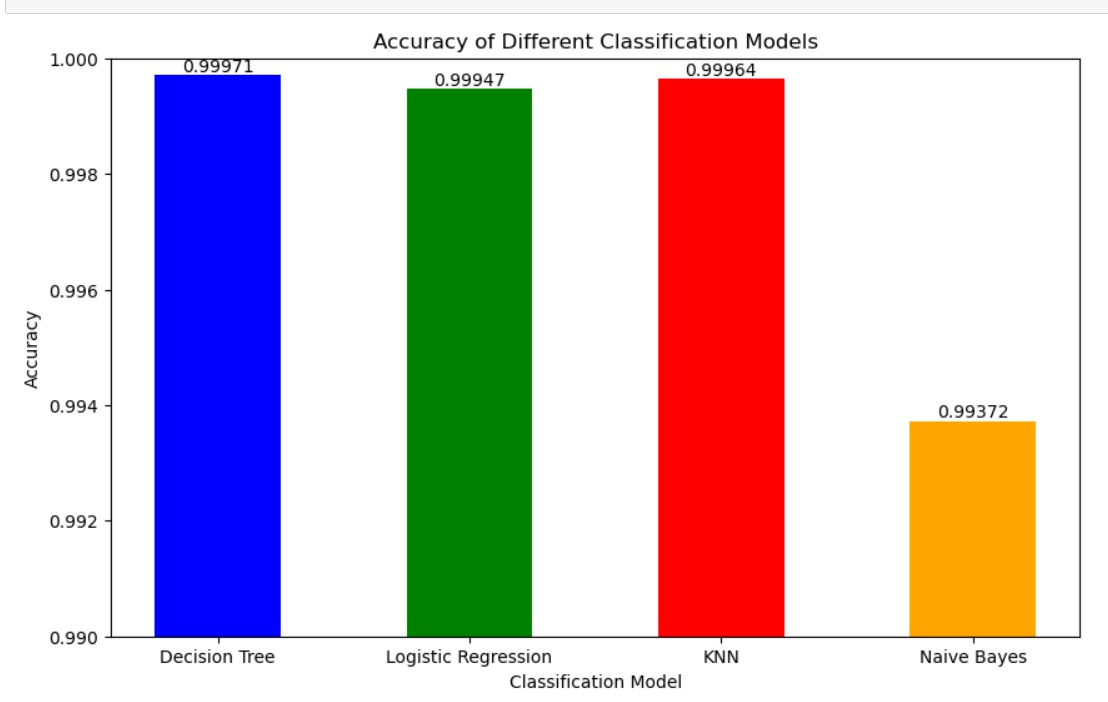 Accuracy of Different Classification Models
1.000
0.998
0.996
0.994
0.992
0.990
Accuracy
0.99971
0.99947
0.99964
0.99372
Decision Tree
Logistic Regression
KNN
Naive Bayes
Classification Model